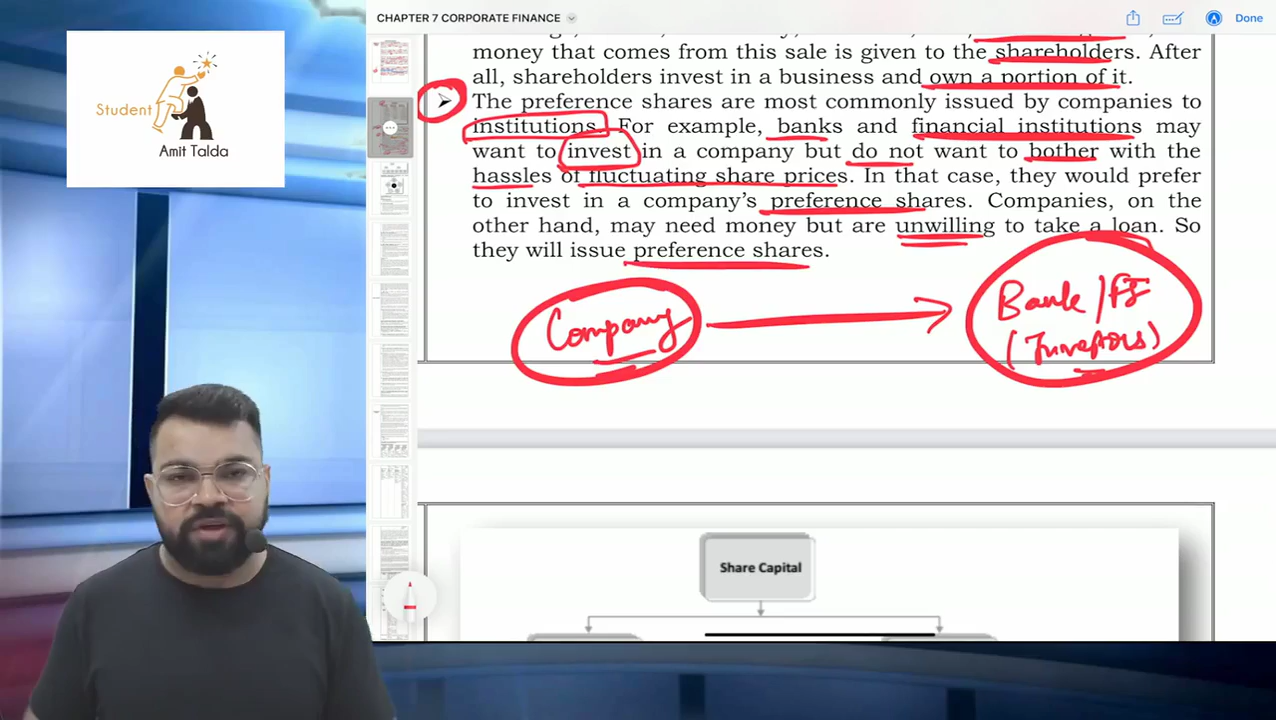 CHAPTER 7 CORPORATE FINANCE
Done
Student
Amit Talda
money that comes from this sale is given to the shareholders. After
all, shareholders invest in a business and own a portion of it.
The preference shares are most commonly issued by companies to
institutions. For example, banks and financial institutions may
want to invest in a company but do not want to bother with the
hassles of fluctuating share prices. In that case, they would prefer
to invest in a company's preference shares. Companies, on the
other hand, may need money but are unwilling to take a loan. So
they will issue preference shares.
Company
Bank/FI
(Investors)
Share Capital